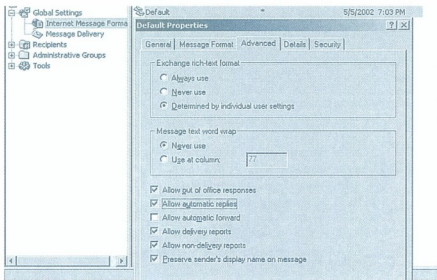 Global Settings
Internet Message Forma
Message Delivery
Recipients
Administrative Groups
Tools
Default
5/5/2002 7:03 PM
Default Properties
General
Message Format
Advanced
Details
Security
Exchange rich-text format
Always use
Never use
Determined by individual user settings
Message text word wrap
Never use
Use at column: 77
Allow out of office responses
Allow automatic replies
Allow automatic forward
Allow delivery reports
Allow non-delivery reports
Preserve sender's display name on message